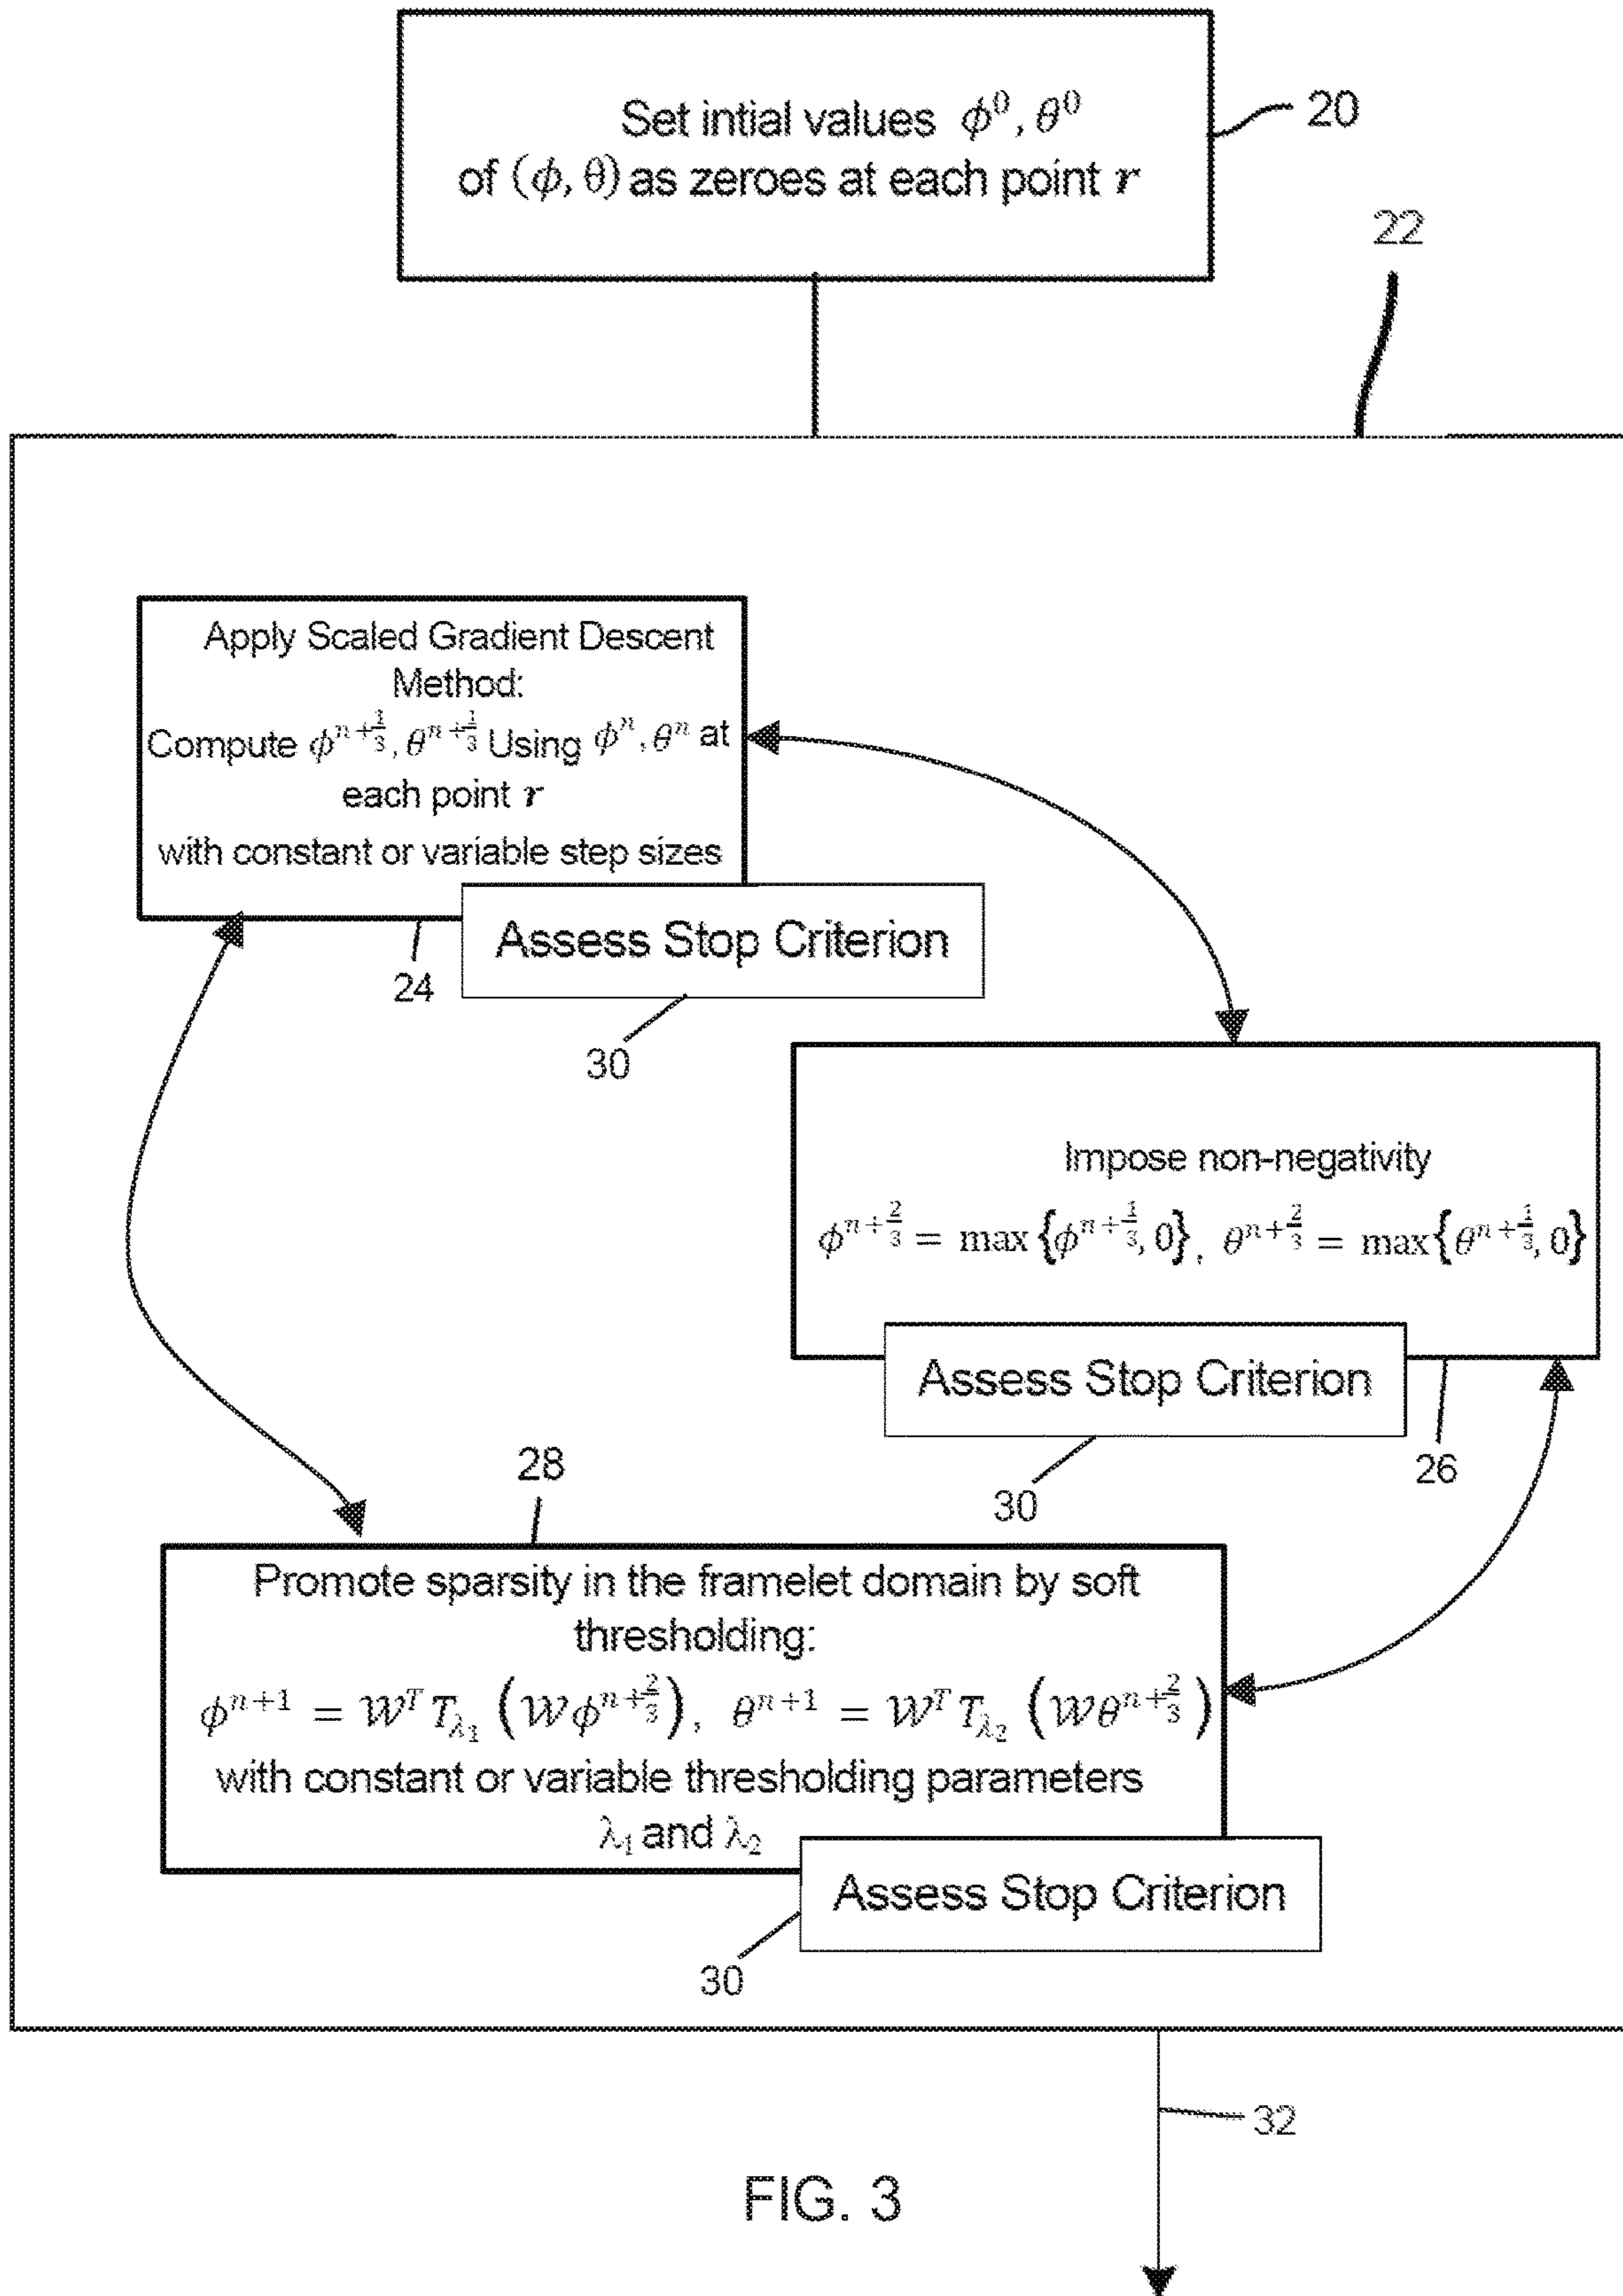 Set intial values ϕ⁰, θ⁰
of (ϕ, θ) as zeroes at each point r
20
22
Apply Scaled Gradient Descent
Method:
Compute ϕ^{n+1/3}, θ^{n+1/3} Using ϕ^n, θ^n at
each point r
with constant or variable step sizes
Assess Stop Criterion
24
30
Impose non-negativity
ϕ^{n+2/3} = max{ϕ^{n+1/3}, 0}, θ^{n+2/3} = max{θ^{n+1/3}, 0}
Assess Stop Criterion
26
30
28
Promote sparsity in the framelet domain by soft
thresholding:
ϕ^{n+1} = 𝒲^T T_{λ₁} (𝒲ϕ^{n+2/3}), θ^{n+1} = 𝒲^T T_{λ₂} (𝒲θ^{n+2/3})
with constant or variable thresholding parameters
λ₁ and λ₂
Assess Stop Criterion
30
32
FIG. 3